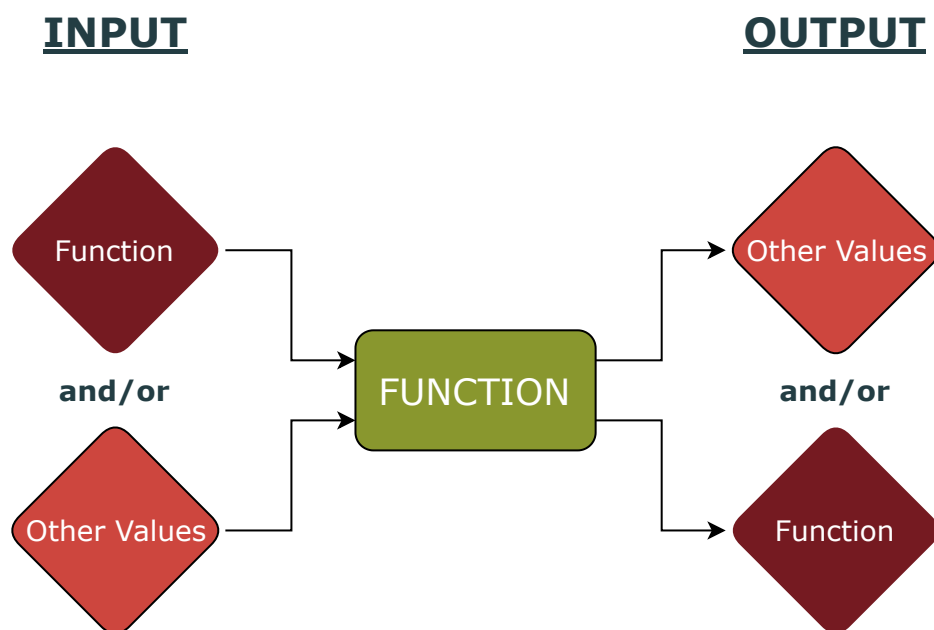 INPUT
OUTPUT
Function
Other Values
and/or
and/or
FUNCTION
Other Values
Function